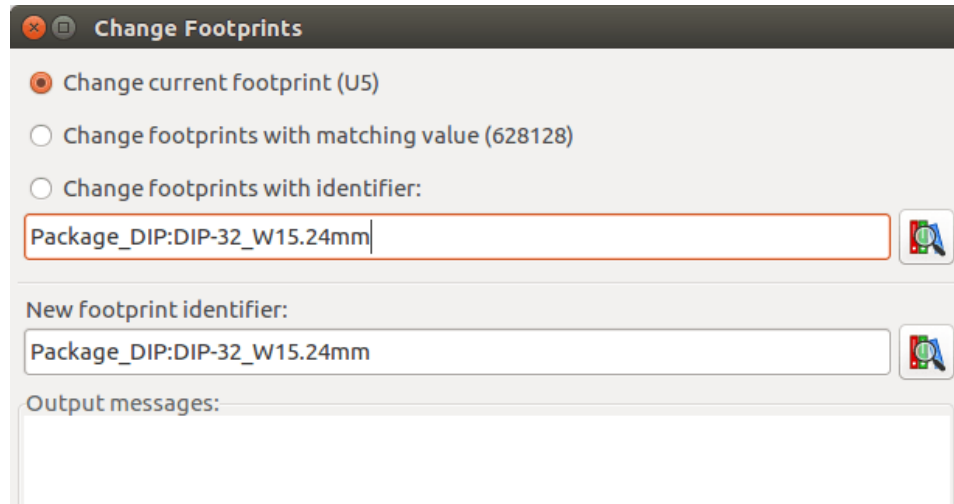 Change Footprints
Change current footprint (U5)
Change footprints with matching value (628128)
Change footprints with identifier:
Package_DIP:DIP-32_W15.24mm
New footprint identifier:
Package_DIP:DIP-32_W15.24mm
Output messages: